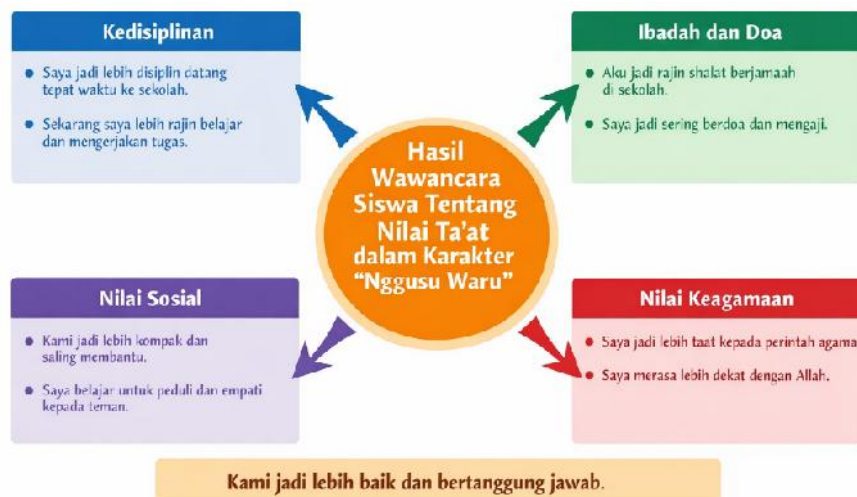 Kedisiplinan
• Saya jadi lebih disiplin datang
tepat waktu ke sekolah.
• Sekarang saya lebih rajin belajar
dan mengerjakan tugas.
Ibadah dan Doa
• Aku jadi rajin shalat berjamaah
di sekolah.
• Saya jadi sering berdoa dan mengaji.
Hasil
Wawancara
Siswa Tentang
Nilai Ta'at
dalam Karakter
"Nggusu Waru"
Nilai Sosial
• Kami jadi lebih kompak dan
saling membantu.
• Saya belajar untuk peduli dan empati
kepada teman.
Nilai Keagamaan
• Saya jadi lebih taat kepada perintah agama
• Saya merasa lebih dekat dengan Allah.
Kami jadi lebih baik dan bertanggung jawab.